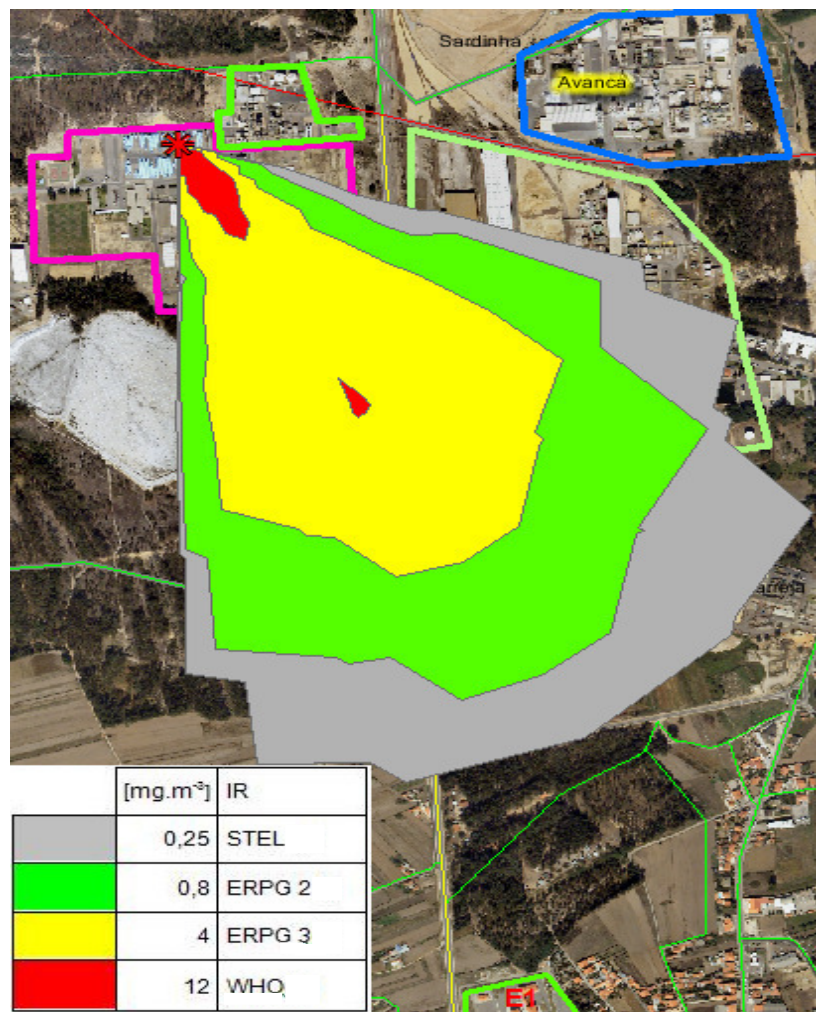 Sardinha
Avanca
[mg.m⁻³] IR
0,25 STEL
0,8 ERPG 2
4 ERPG 3
12 WHO
E1